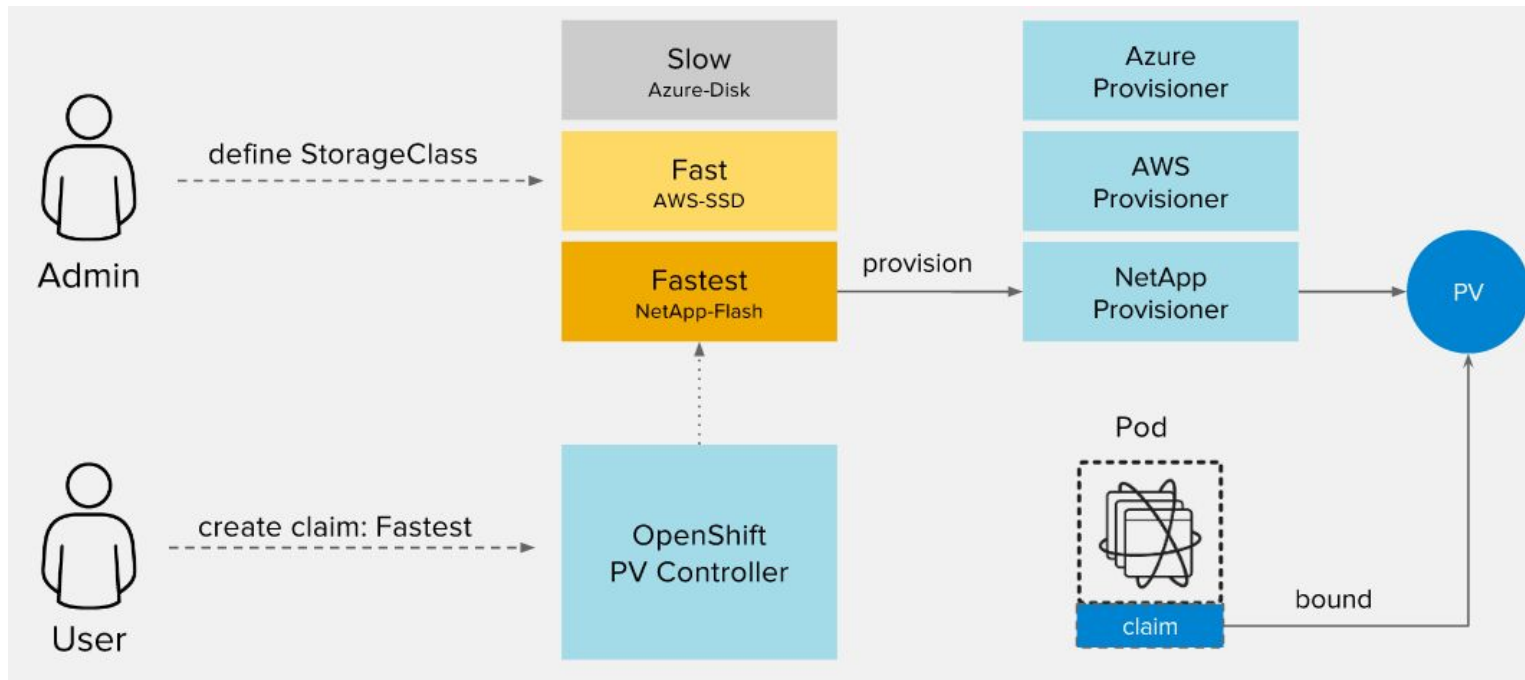 Slow
Azure-Disk
Azure
Provisioner
define StorageClass
Fast
AWS-SSD
AWS
Provisioner
Admin
Fastest
NetApp-Flash
provision
NetApp
Provisioner
PV
Pod
create claim: Fastest
OpenShift
PV Controller
claim
bound
User